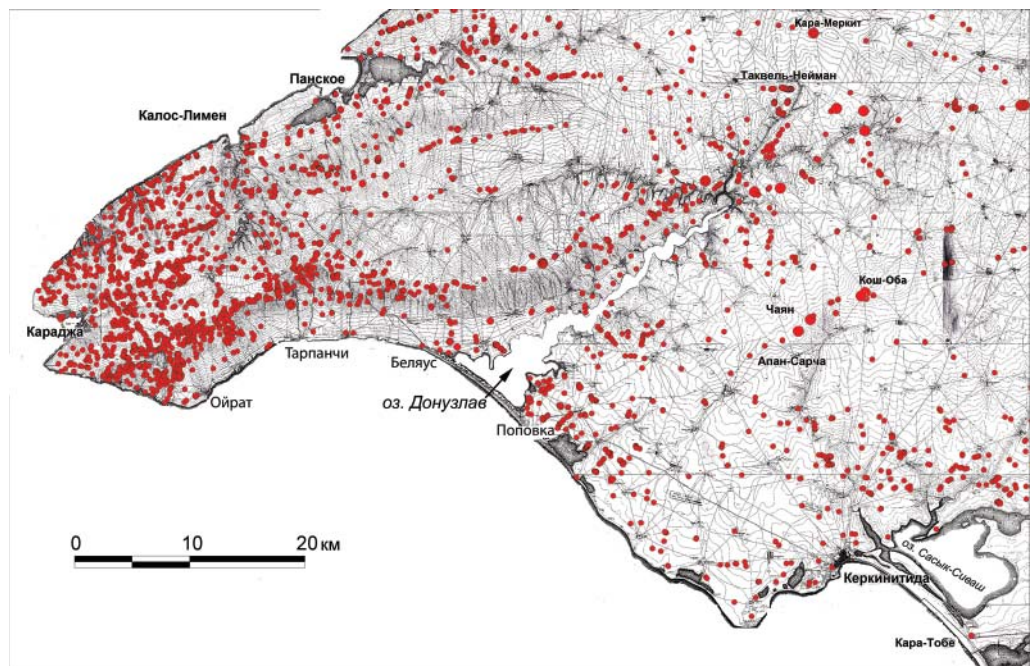 Кара-Меркит
Панское
Таквель-Нейман
Калос-Лимен
Кош-Оба
Чаян
Караджа
Тарпанчи
Беляус
Апан-Сарча
Ойрат
оз. Донузлав
Поповка
0 10 20 км
оз. Сасык-Сиваш
Керкинитида
Кара-Тобе